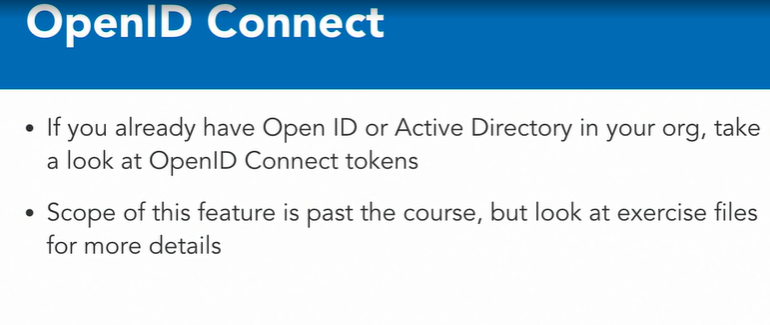 OpenID Connect
• If you already have Open ID or Active Directory in your org, take
a look at OpenID Connect tokens
• Scope of this feature is past the course, but look at exercise files
for more details